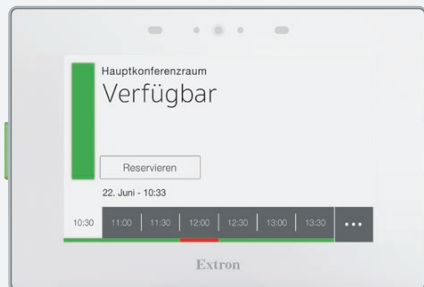 Hauptkonferenzraum
Verfügbar
Reservieren
22. Juni - 10:33
10:30 11:00 11:30 12:00 12:30 13:00 13:30 •••
Extron